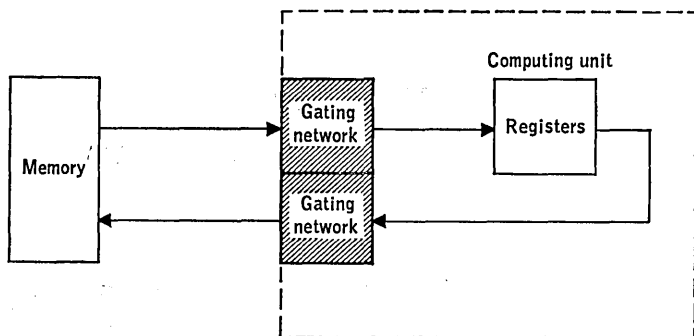 Computing unit
Gating
network
Registers
Memory
Gating
network